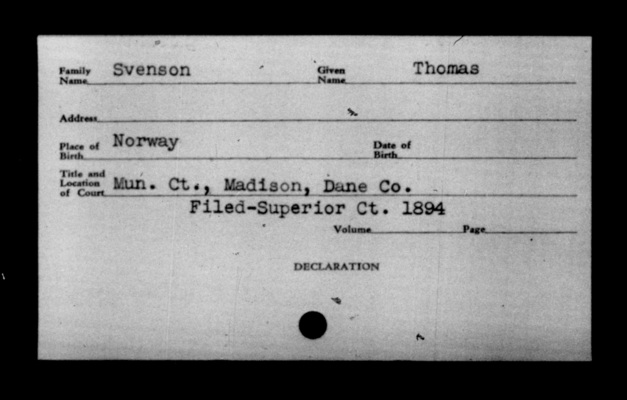 Family Name Svenson Given Name Thomas
Address
Place of Birth Norway Date of Birth
Title and Location of Court Mun. Ct., Madison, Dane Co.
Filed-Superior Ct. 1894
Volume Page
DECLARATION